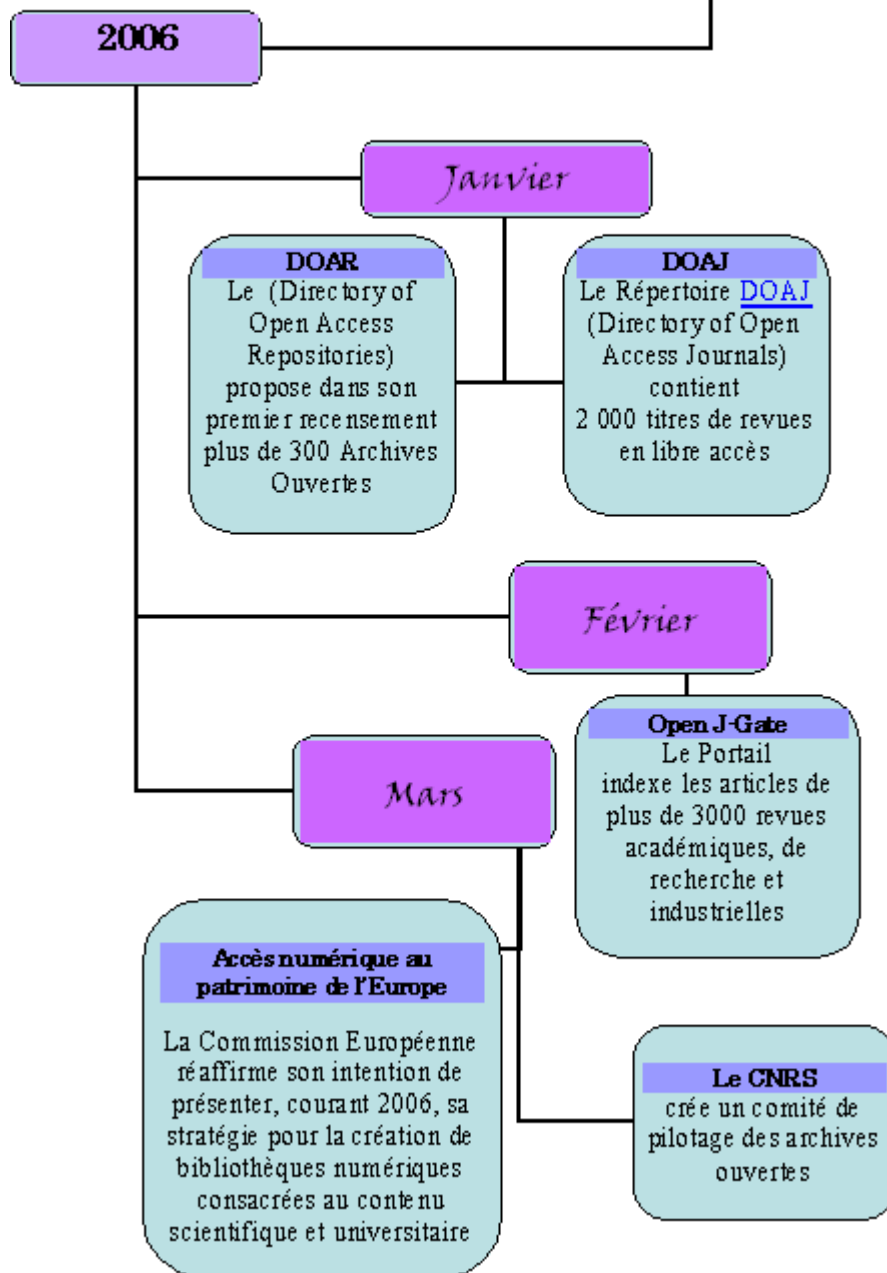 2006
Janvier
DOAR
Le (Directory of
Open Access
Repositories)
propose dans son
premier recensement
plus de 300 Archives
Ouvertes
DOAJ
Le Répertoire DOAJ
(Directory of Open
Access Journals)
contient
2 000 titres de revues
en libre accès
Février
Open J-Gate
Le Portail
indexe les articles de
plus de 3000 revues
académiques, de
recherche et
industrielles
Mars
Accès numérique au
patrimoine de l'Europe
La Commission Européenne
réaffirme son intention de
présenter, courant 2006, sa
stratégie pour la création de
bibliothèques numériques
consacrées au contenu
scientifique et universitaire
Le CNRS
crée un comité de
pilotage des archives
ouvertes